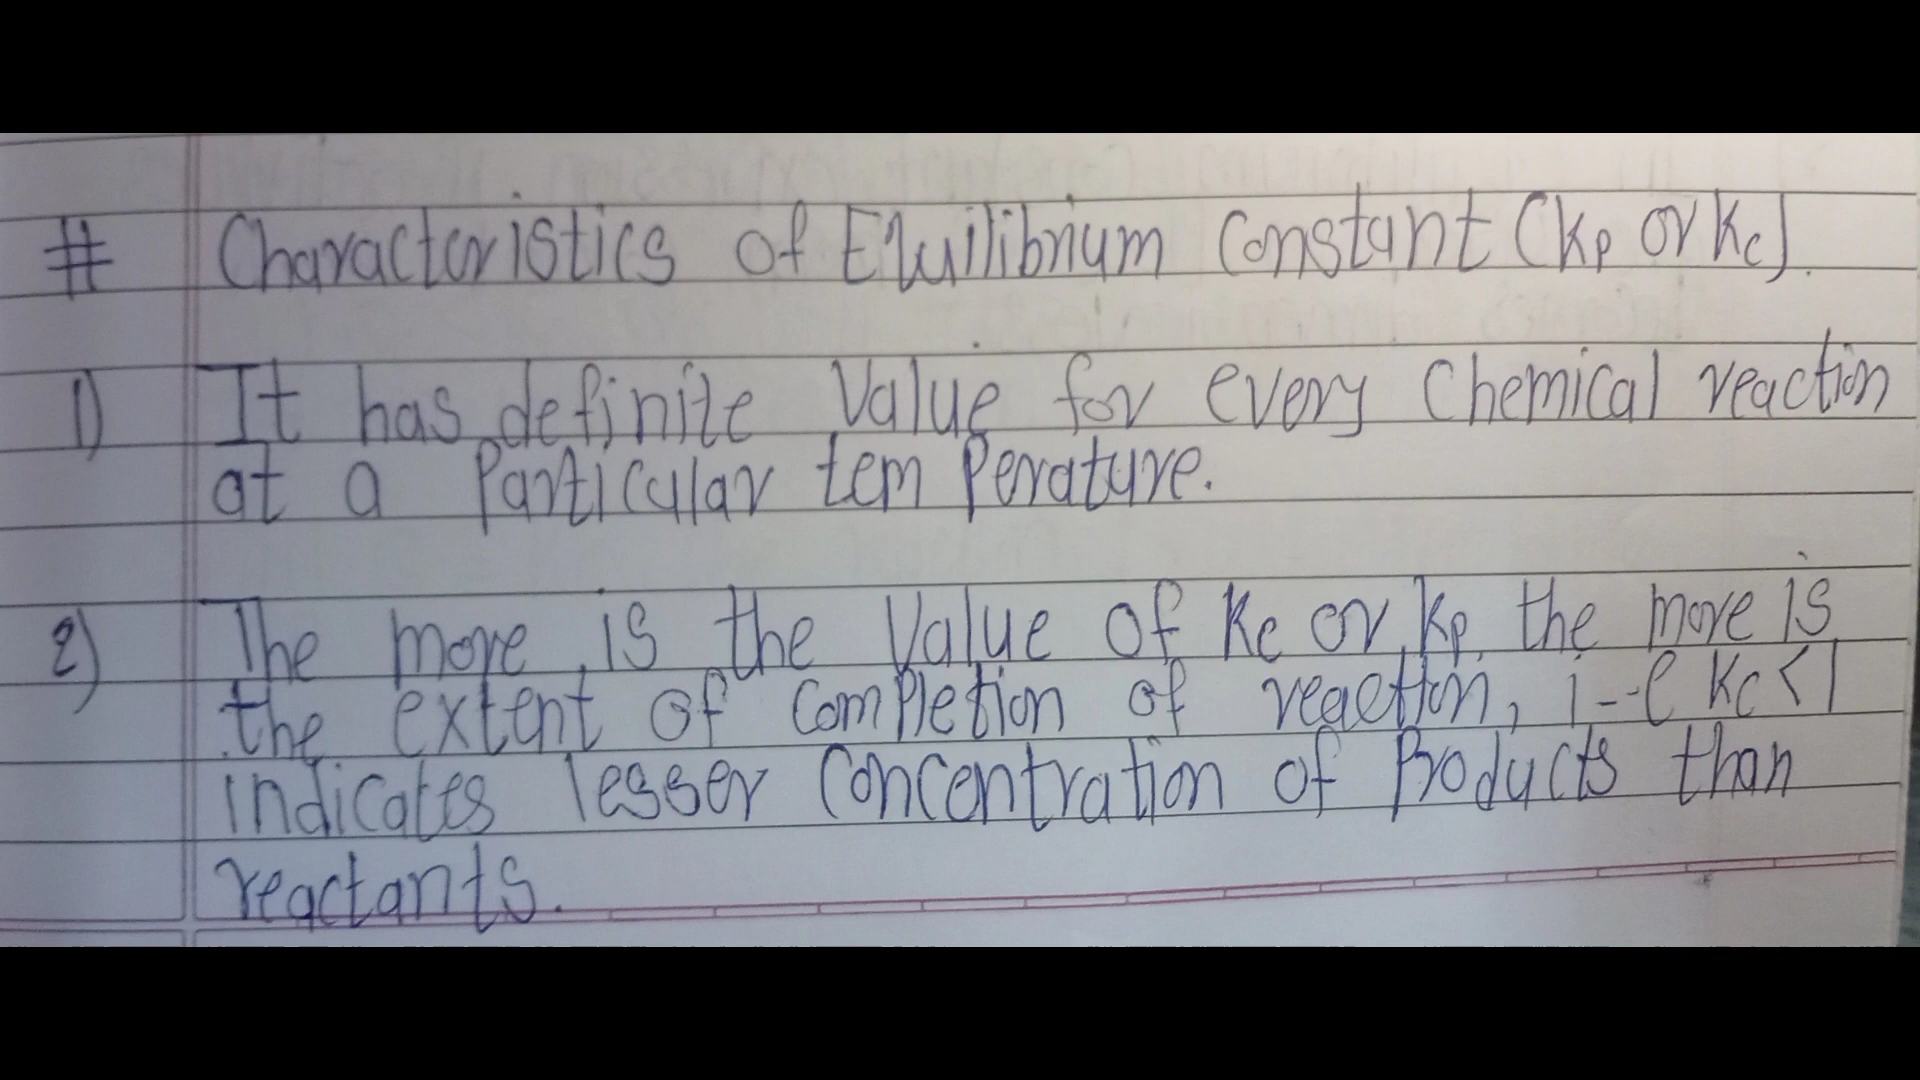 # Characteristics of Equilibrium Constant (Kp or Kc).
1) It has definite value for every chemical reaction
at a particular temperature.
2) The more is the value of Kc or Kp, the more is
the extent of completion of reaction, i--e Kc<1
indicates lesser concentration of Products than
reactants.